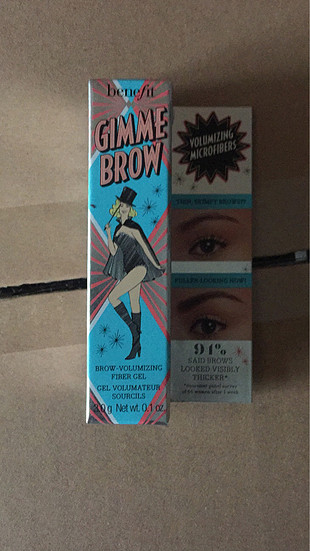 benefit
GIMME
BROW
BROW-VOLUMIZING
FIBER GEL
GEL VOLUMATEUR
SOURCILS
3.0 g Net wt. 0.1 oz.
VOLUMIZING
MICROFIBERS
FULLER-LOOKING NOW!
91%
SAID BROWS
LOOKED VISIBLY
THICKER*